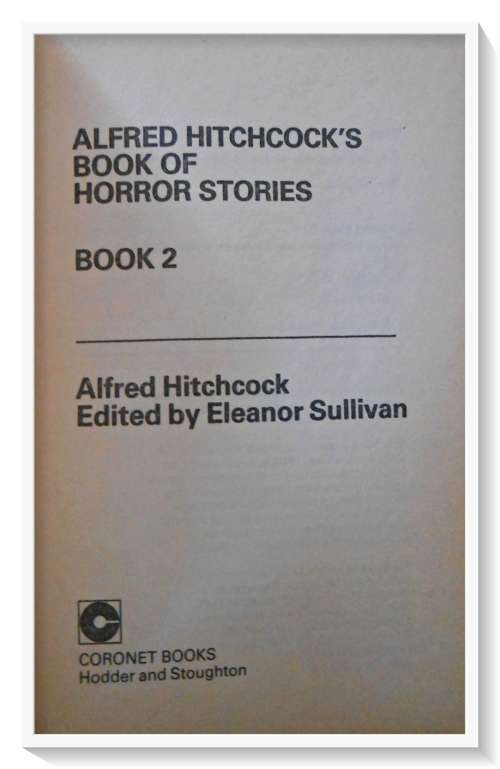 ALFRED HITCHCOCK'S
BOOK OF
HORROR STORIES
BOOK 2
Alfred Hitchcock
Edited by Eleanor Sullivan
CORONET BOOKS
Hodder and Stoughton